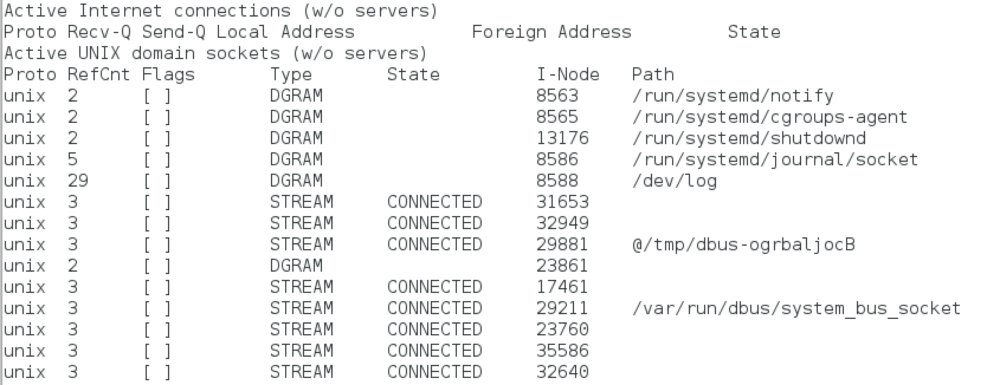 Active Internet connections (w/o servers)
Proto Recv-Q Send-Q Local Address           Foreign Address         State
Active UNIX domain sockets (w/o servers)
Proto RefCnt Flags       Type       State         I-Node   Path
unix  2      [ ]         DGRAM                    8563     /run/systemd/notify
unix  2      [ ]         DGRAM                    8565     /run/systemd/cgroups-agent
unix  2      [ ]         DGRAM                    13176    /run/systemd/shutdownd
unix  5      [ ]         DGRAM                    8586     /run/systemd/journal/socket
unix  29     [ ]         DGRAM                    8588     /dev/log
unix  3      [ ]         STREAM     CONNECTED     31653
unix  3      [ ]         STREAM     CONNECTED     32949
unix  3      [ ]         STREAM     CONNECTED     29881    @/tmp/dbus-ogrbaljocB
unix  2      [ ]         DGRAM                    23861
unix  3      [ ]         STREAM     CONNECTED     17461
unix  3      [ ]         STREAM     CONNECTED     29211    /var/run/dbus/system_bus_socket
unix  3      [ ]         STREAM     CONNECTED     23760
unix  3      [ ]         STREAM     CONNECTED     35586
unix  3      [ ]         STREAM     CONNECTED     32640